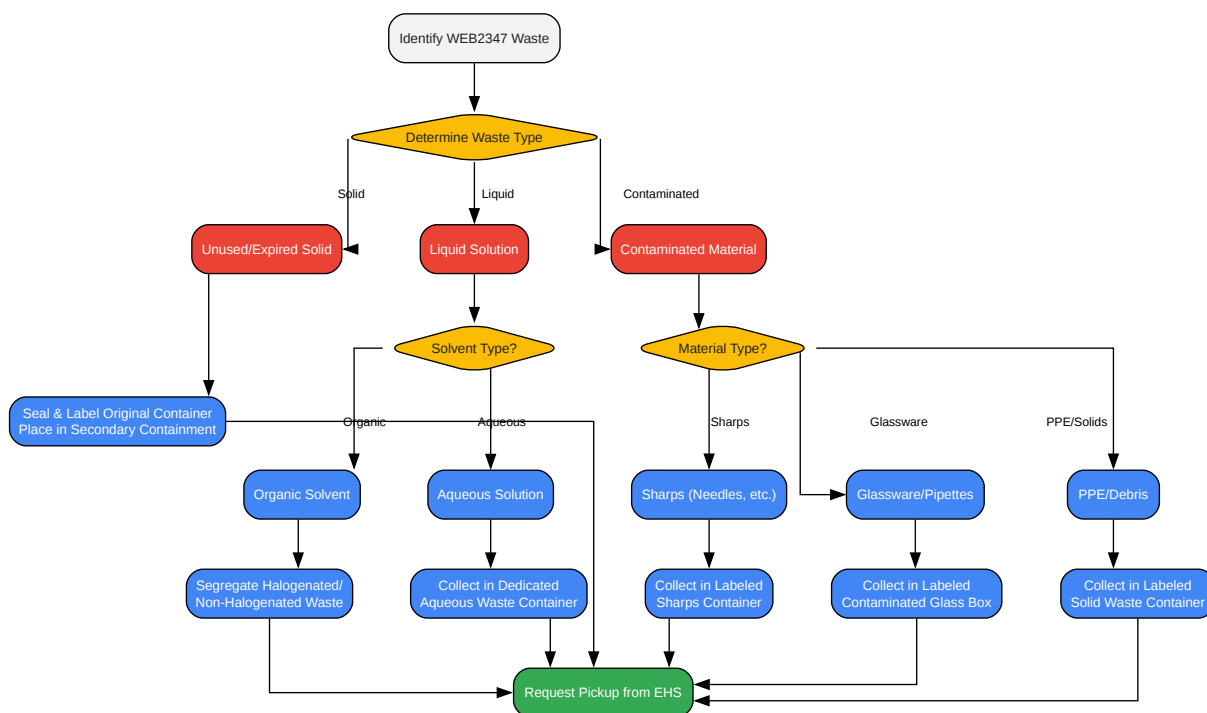 Identify WEB2347 Waste
Determine Waste Type
Solid
Liquid
Contaminated
Unused/Expired Solid
Liquid Solution
Contaminated Material
Solvent Type?
Material Type?
Seal & Label Original Container
Place in Secondary Containment
Organic
Aqueous
Sharps
Glassware
PPE/Solids
Organic Solvent
Aqueous Solution
Sharps (Needles, etc.)
Glassware/Pipettes
PPE/Debris
Segregate Halogenated/
Non-Halogenated Waste
Collect in Dedicated
Aqueous Waste Container
Collect in Labeled
Sharps Container
Collect in Labeled
Contaminated Glass Box
Collect in Labeled
Solid Waste Container
Request Pickup from EHS